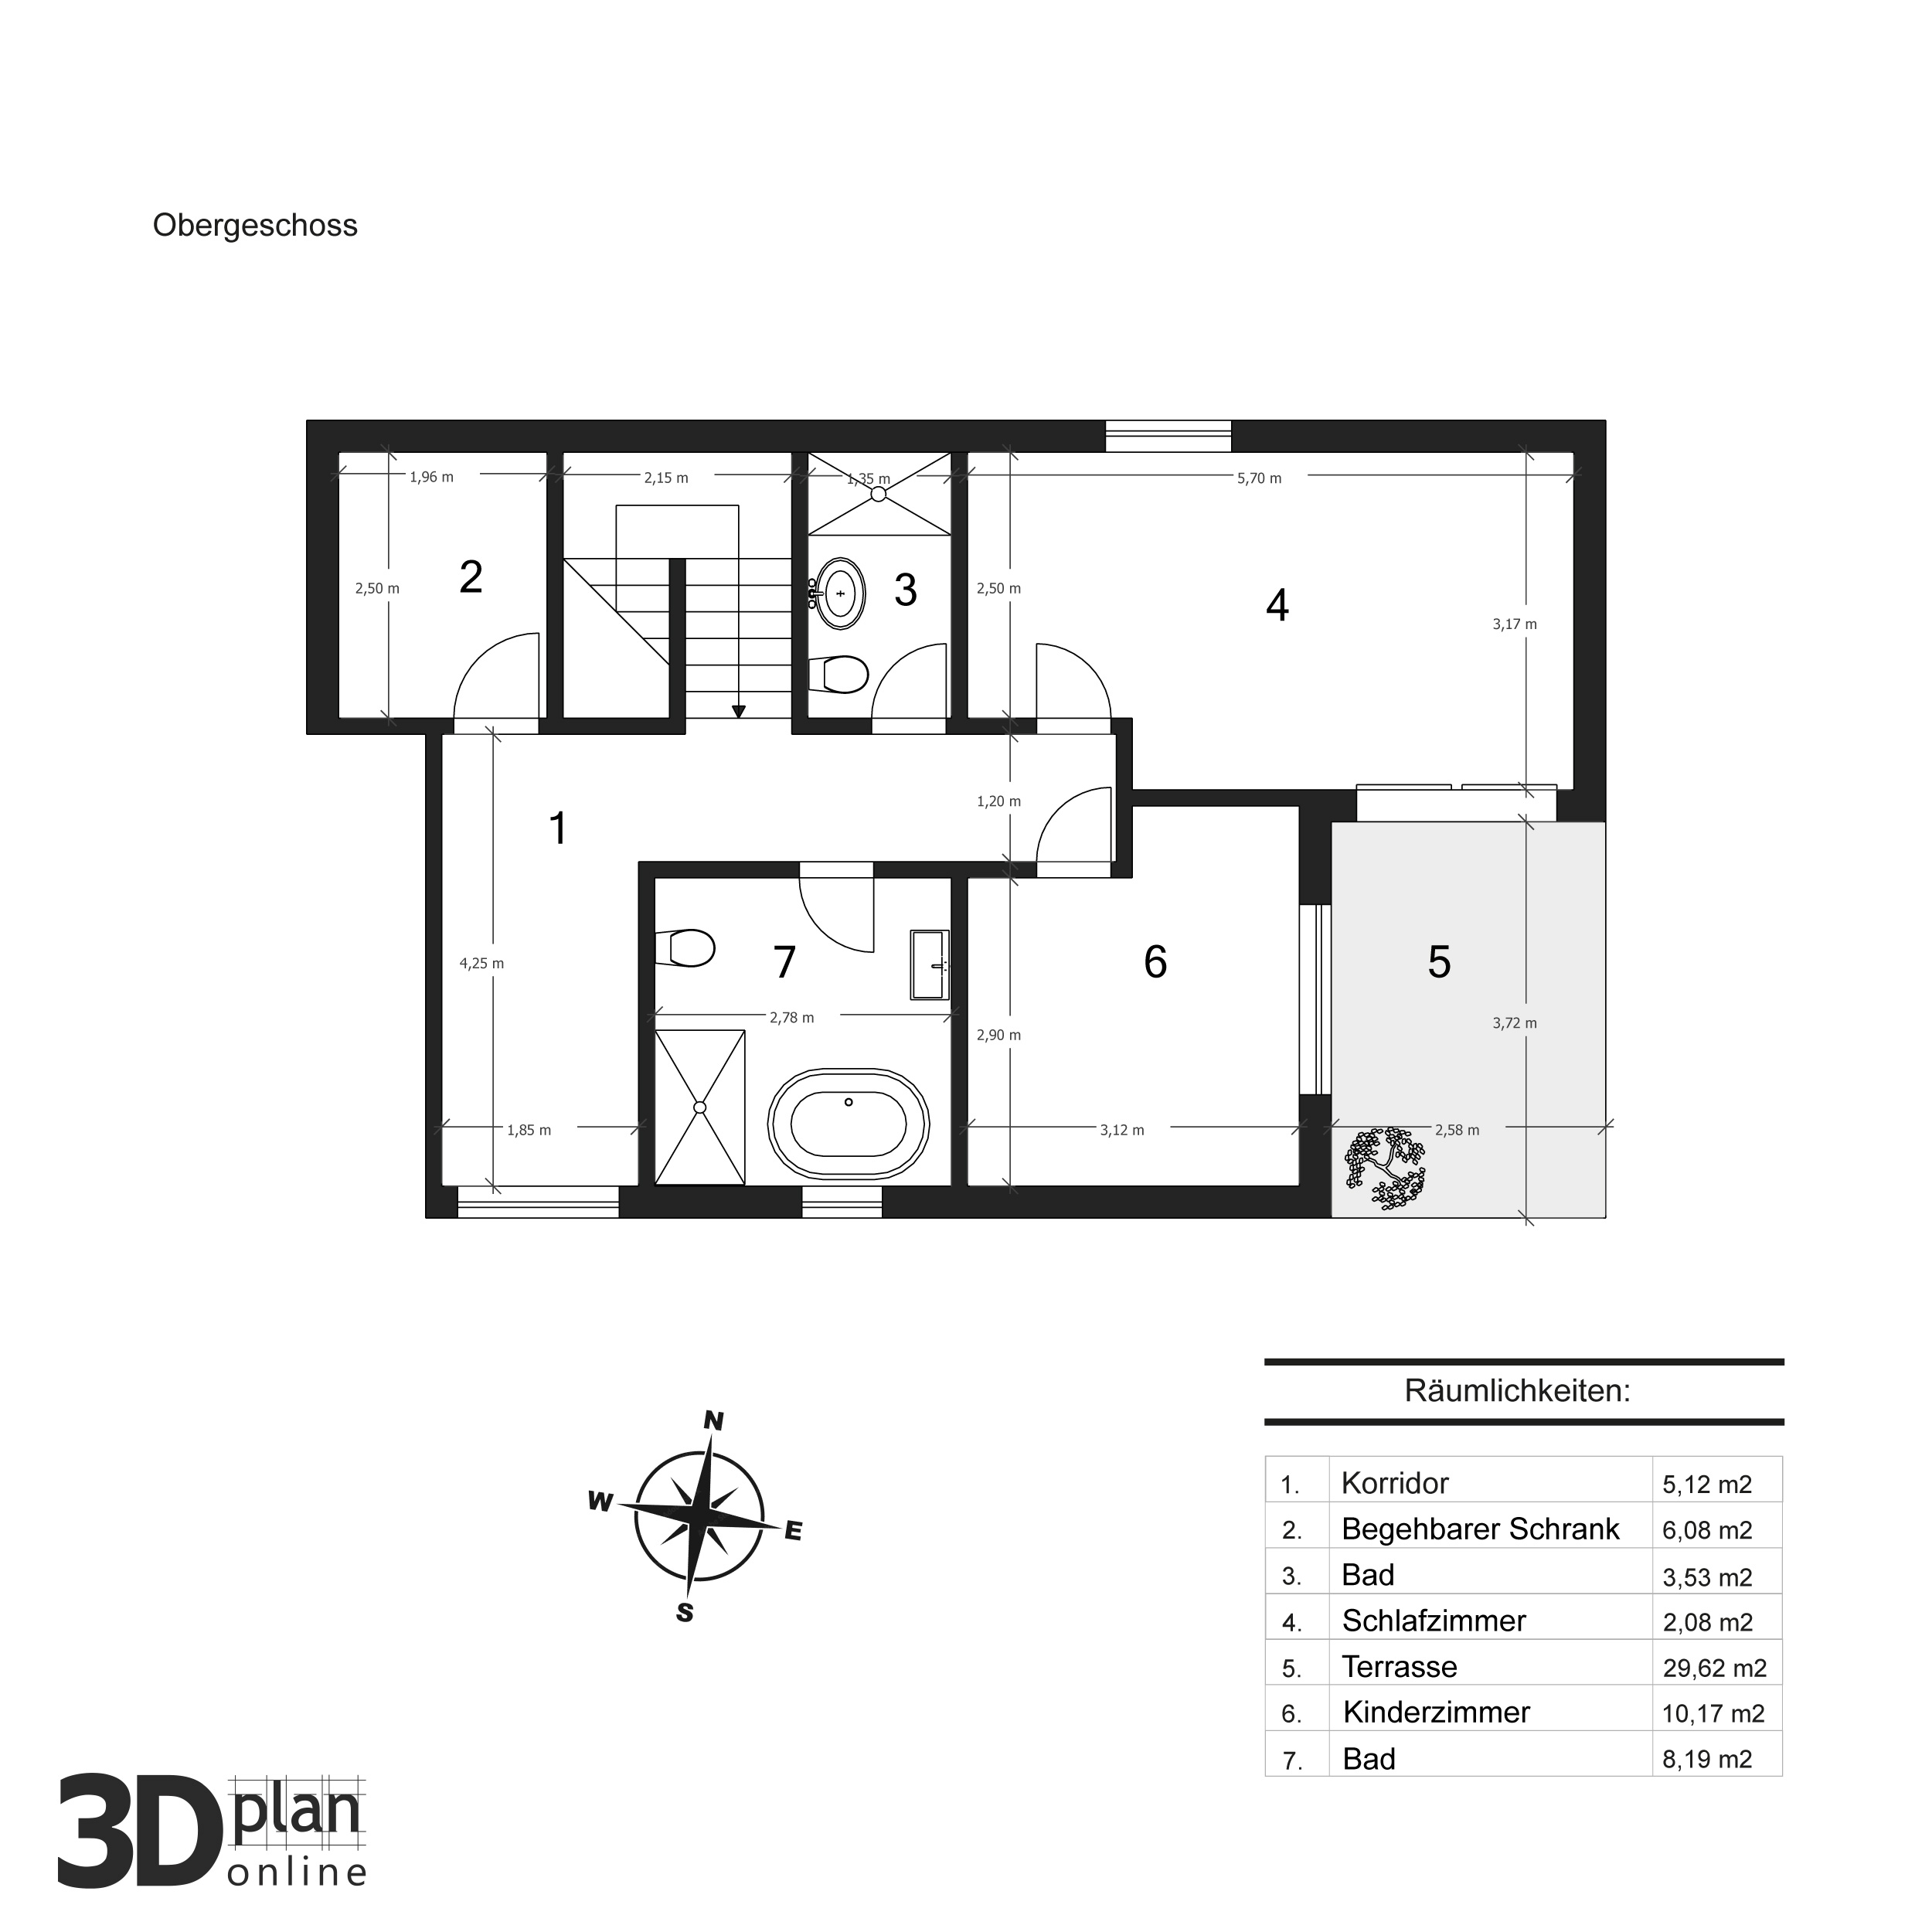 Obergeschoss
1,96 m
2,15 m
1,35 m
5,70 m
2,50 m
2
3
2,50 m
4
3,17 m
1
1,20 m
4,25 m
7
6
5
2,78 m
2,90 m
3,72 m
1,85 m
3,12 m
2,58 m
Räumlichkeiten:
N
W
E
S
1. Korridor 5,12 m2
2. Begehbarer Schrank 6,08 m2
3. Bad 3,53 m2
4. Schlafzimmer 2,08 m2
5. Terrasse 29,62 m2
6. Kinderzimmer 10,17 m2
7. Bad 8,19 m2
3D plan
online